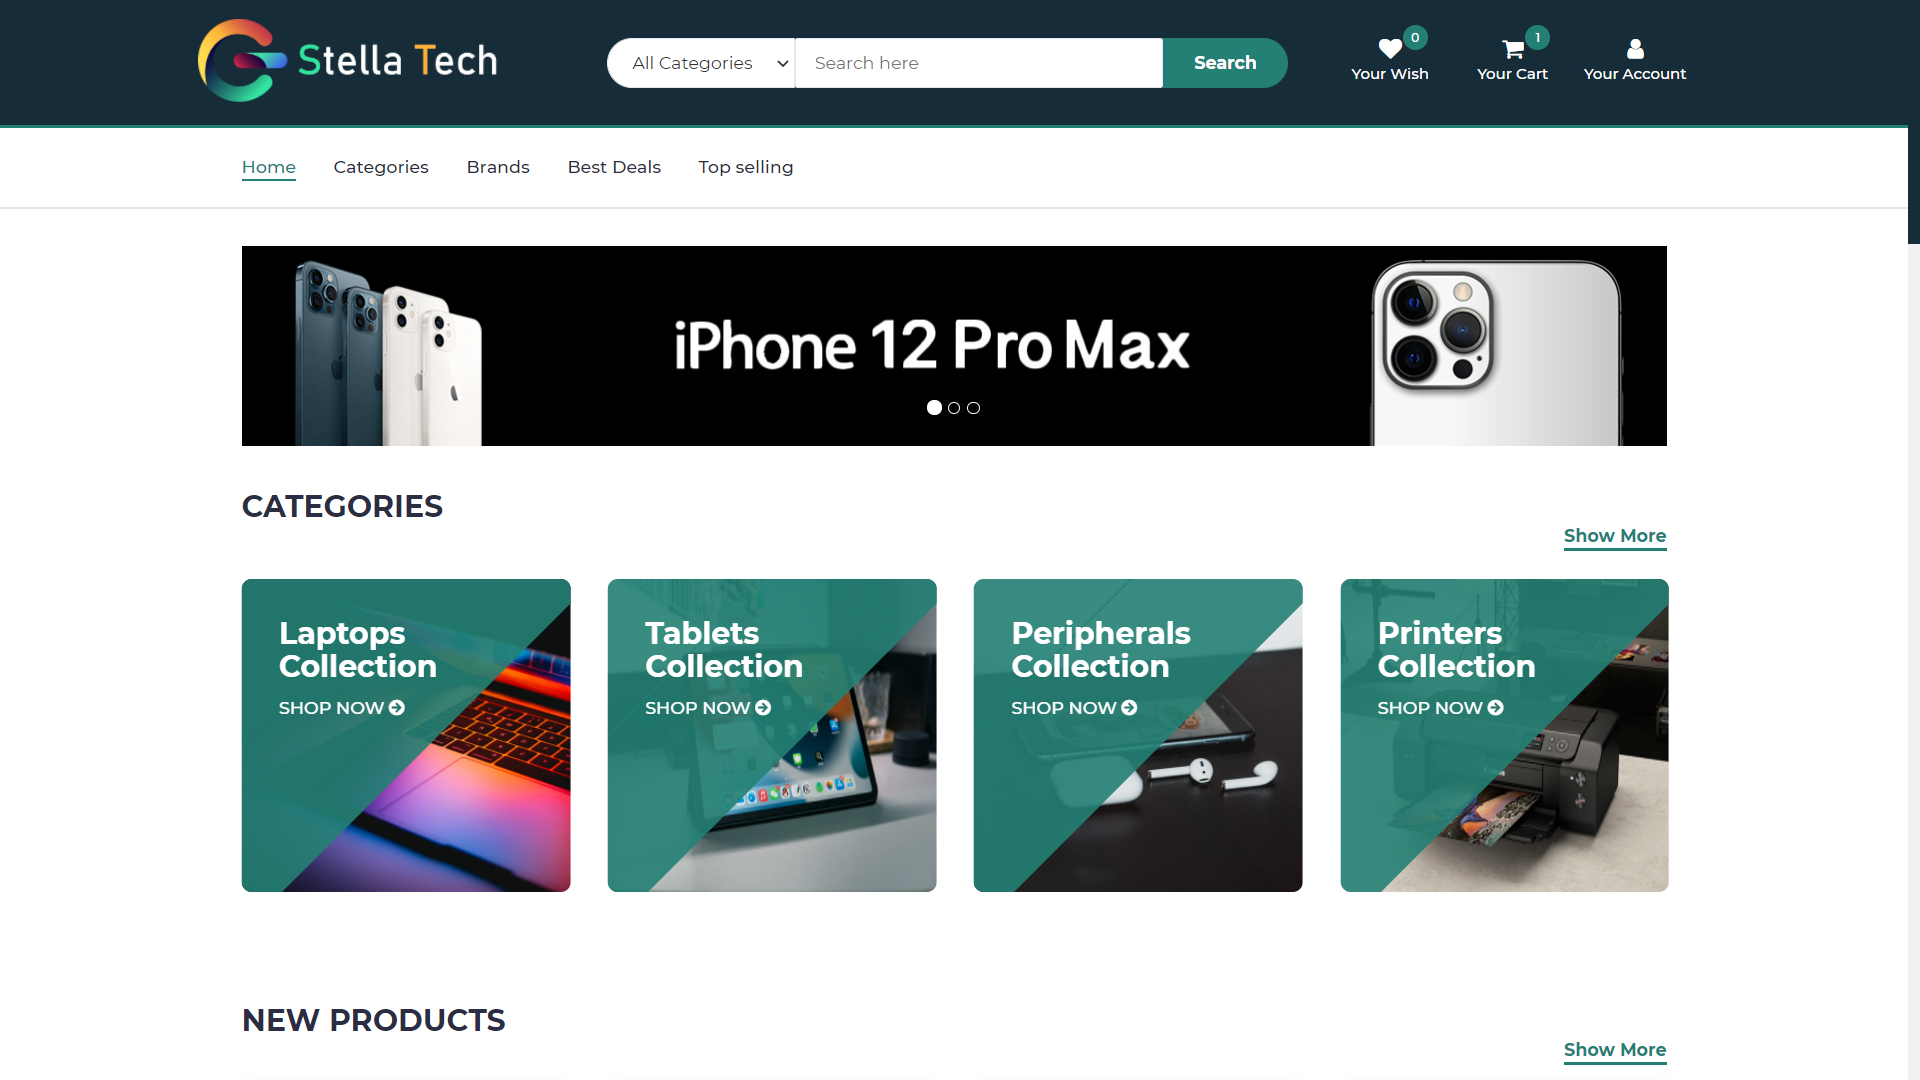 Stella Tech
All Categories
Search here
Search
0
Your Wish
1
Your Cart
Your Account
Home
Categories
Brands
Best Deals
Top selling
iPhone 12 Pro Max
CATEGORIES
Show More
Laptops
Collection
SHOP NOW
Tablets
Collection
SHOP NOW
Peripherals
Collection
SHOP NOW
Printers
Collection
SHOP NOW
NEW PRODUCTS
Show More